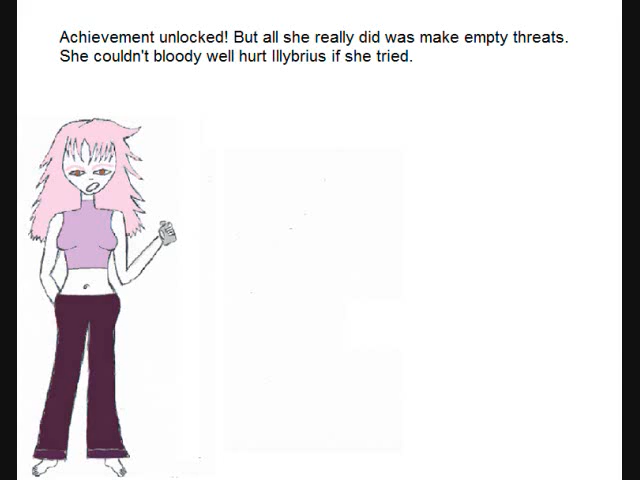 Achievement unlocked! But all she really did was make empty threats.
She couldn't bloody well hurt Illybrius if she tried.